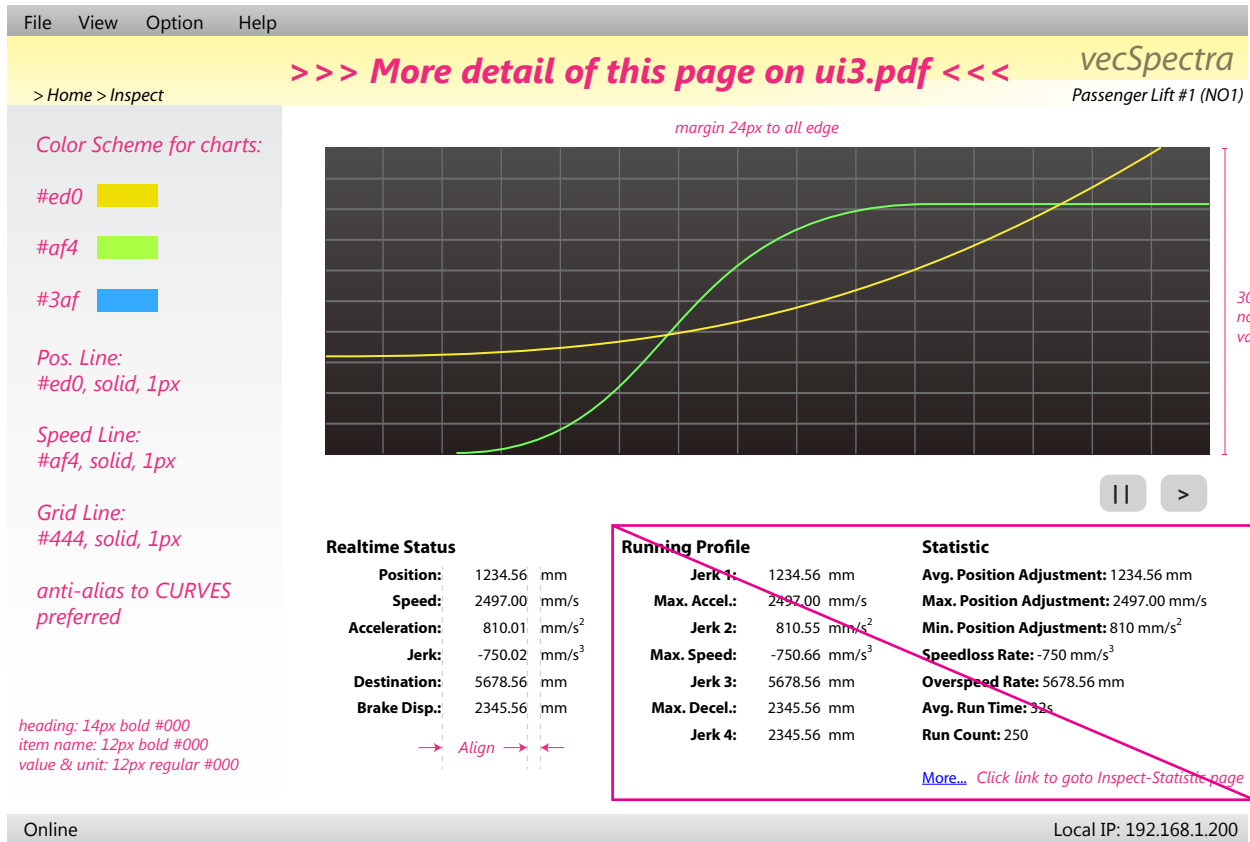 File View Option Help
>>> More detail of this page on ui3.pdf <<<
vecSpectra
> Home > Inspect
Passenger Lift #1 (NO1)
Color Scheme for charts:
#ed0
#af4
#3af
Pos. Line:
#ed0, solid, 1px
Speed Line:
#af4, solid, 1px
Grid Line:
#444, solid, 1px
anti-alias to CURVES
preferred
heading: 14px bold #000
item name: 12px bold #000
value & unit: 12px regular #000
margin 24px to all edge
|| >
Realtime Status
Position: 1234.56 mm
Speed: 2497.00 mm/s
Acceleration: 810.01 mm/s²
Jerk: -750.02 mm/s³
Destination: 5678.56 mm
Brake Disp.: 2345.56 mm
Align
Running Profile
Jerk 1: 1234.56 mm
Max. Accel.: 2497.00 mm/s
Jerk 2: 810.55 mm/s²
Max. Speed: -750.66 mm/s³
Jerk 3: 5678.56 mm
Max. Decel.: 2345.56 mm
Jerk 4: 2345.56 mm
Statistic
Avg. Position Adjustment: 1234.56 mm
Max. Position Adjustment: 2497.00 mm/s
Min. Position Adjustment: 810 mm/s²
Speedloss Rate: -750 mm/s³
Overspeed Rate: 5678.56 mm
Avg. Run Time: 32s
Run Count: 250
More... Click link to goto Inspect-Statistic page
Online
Local IP: 192.168.1.200